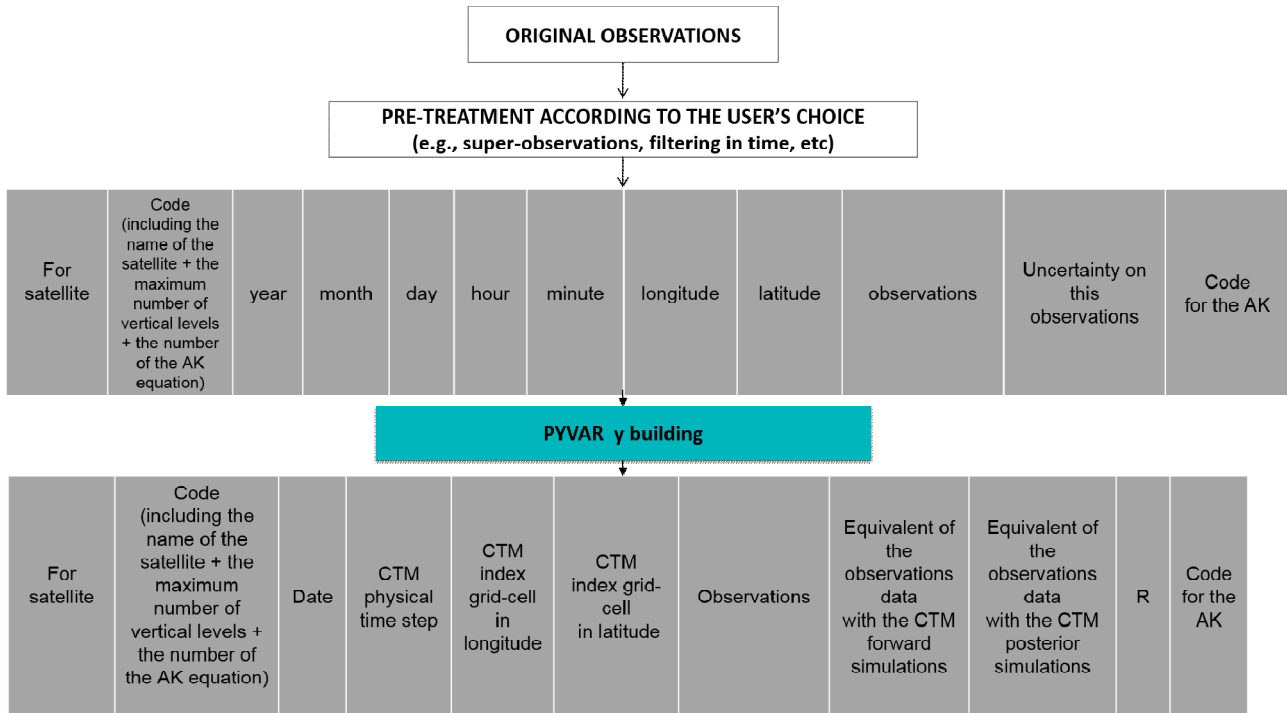 ORIGINAL OBSERVATIONS
PRE-TREATMENT ACCORDING TO THE USER'S CHOICE
(e.g., super-observations, filtering in time, etc)
For
satellite
Code
(including the
name of the
satellite + the
maximum
number of
vertical levels
+ the number
of the AK
equation)
year
month
day
hour
minute
longitude
latitude
observations
Uncertainty on
this
observations
Code
for the AK
PYVAR y building
For
satellite
Code
(including the
name of the
satellite + the
maximum
number of
vertical levels +
the number of
the AK equation)
Date
CTM
physical
time step
CTM
index
grid-cell
in
longitude
CTM
index grid-
cell
in latitude
Observations
Equivalent of
the
observations
data
with the CTM
forward
simulations
Equivalent of
the
observations
data
with the CTM
posterior
simulations
R
Code
for the
AK